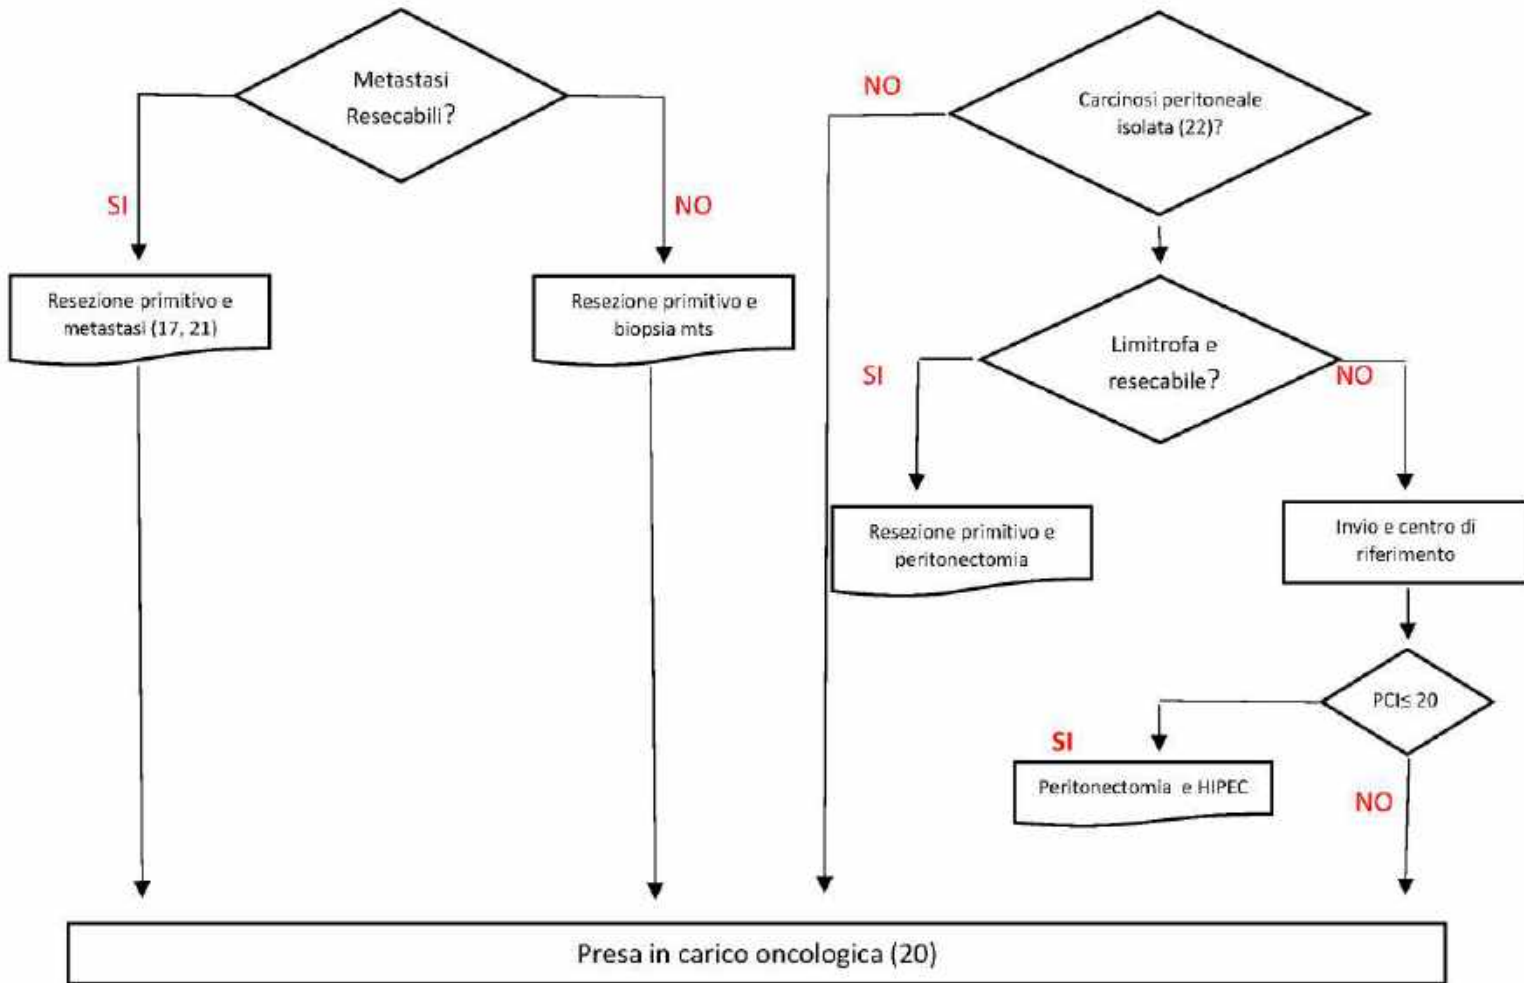 Metastasi
Resecabili?
SI
NO
Resezione primitivo e
metastasi (17, 21)
Resezione primitivo e
biopsia mts
Carcinosi peritoneale
isolata (22)?
NO
Limitrofa e
resecabile?
SI
NO
Resezione primitivo e
peritonectomia
Invio e centro di
riferimento
PCI≤ 20
SI
Peritonectomia e HIPEC
NO
Presa in carico oncologica (20)